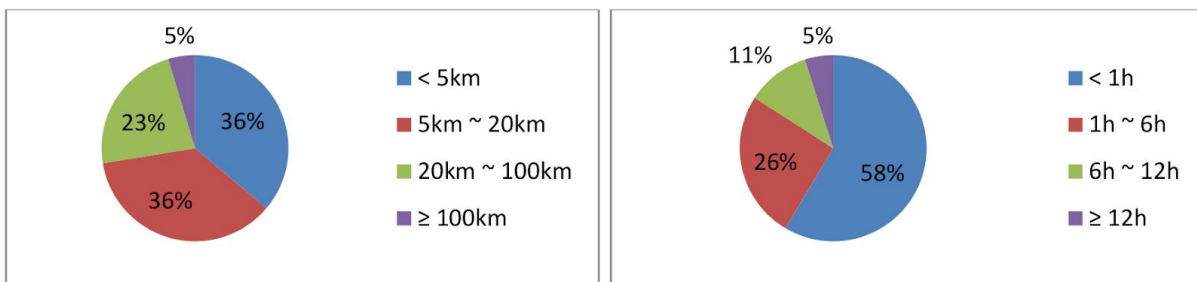 5%
23%
36%
36%
< 5km
5km ~ 20km
20km ~ 100km
≥ 100km
11%
5%
26%
58%
< 1h
1h ~ 6h
6h ~ 12h
≥ 12h